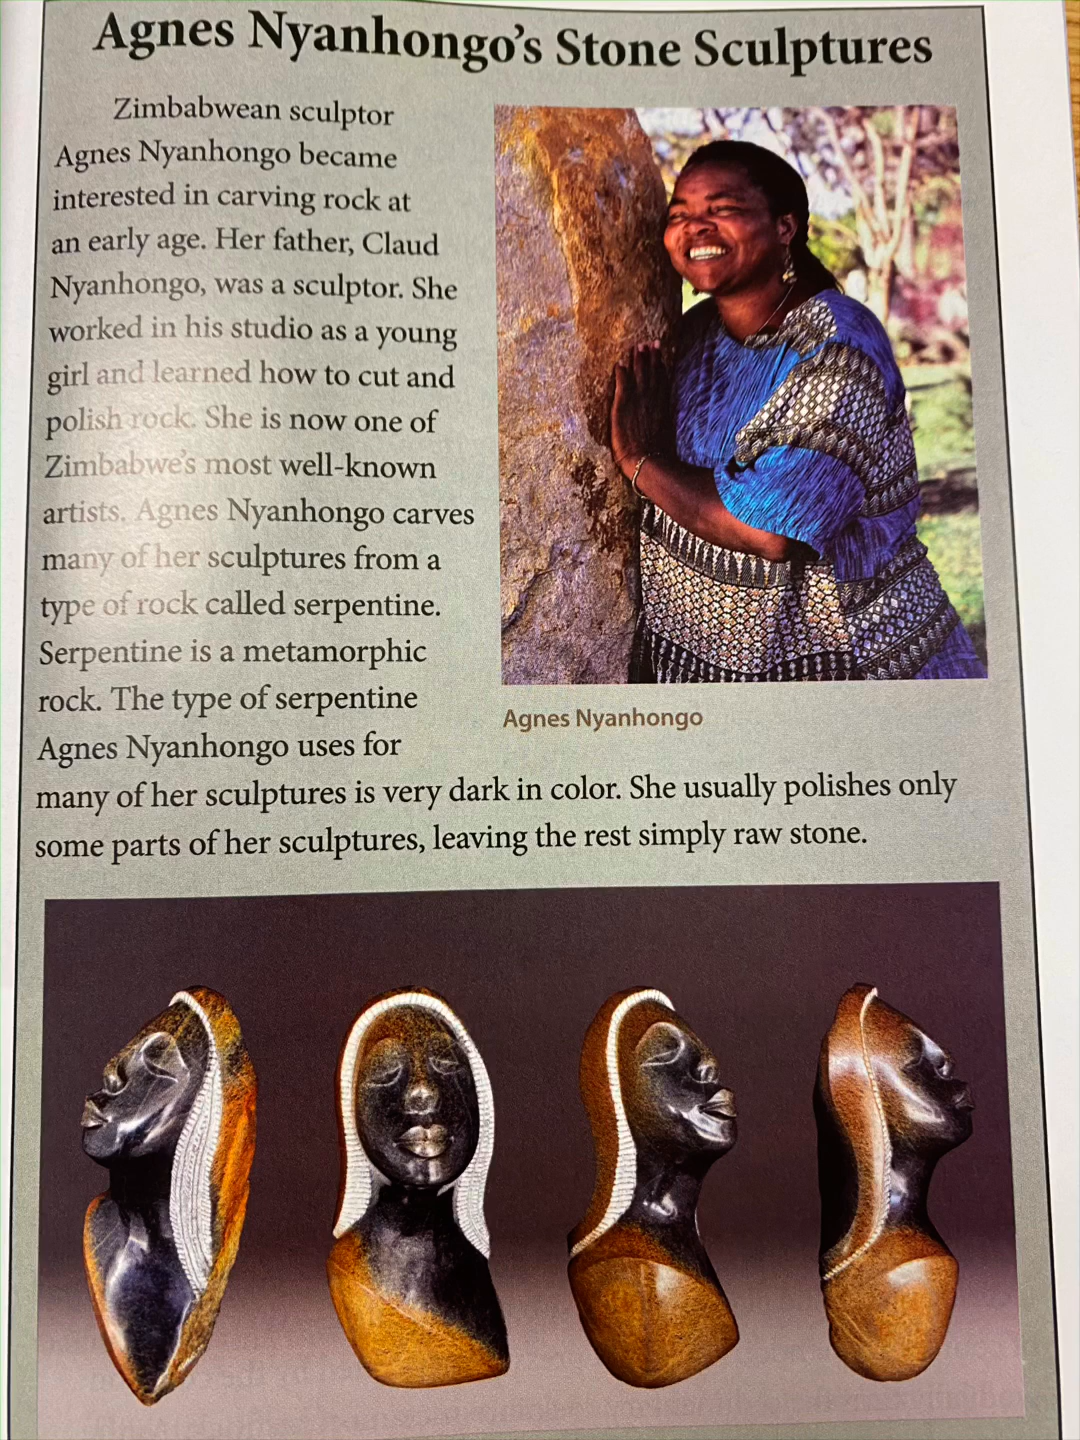 Agnes Nyanhongo's Stone Sculptures
Zimbabwean sculptor
Agnes Nyanhongo became
interested in carving rock at
an early age. Her father, Claud
Nyanhongo, was a sculptor. She
worked in his studio as a young
girl and learned how to cut and
polish rock. She is now one of
Zimbabwe's most well-known
artists. Agnes Nyanhongo carves
many of her sculptures from a
type of rock called serpentine.
Serpentine is a metamorphic
rock. The type of serpentine
Agnes Nyanhongo uses for
many of her sculptures is very dark in color. She usually polishes only
some parts of her sculptures, leaving the rest simply raw stone.
Agnes Nyanhongo